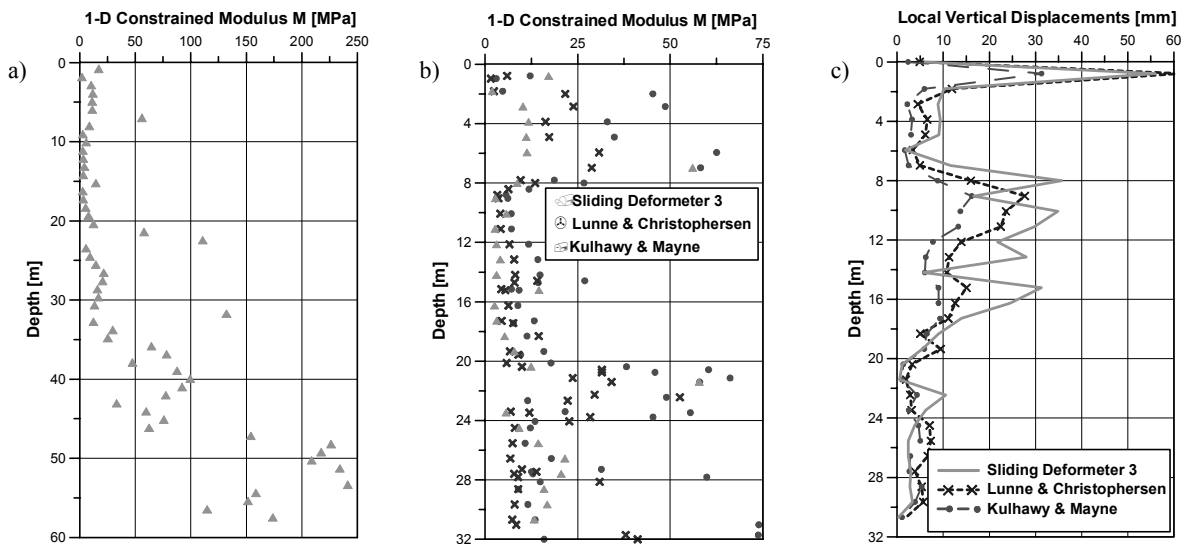 a)
1-D Constrained Modulus M [MPa]
0 50 100 150 200 250
Depth [m]
0
10
20
30
40
50
60
b)
1-D Constrained Modulus M [MPa]
0 25 50 75
Depth [m]
0
4
8
12
16
20
24
28
32
Sliding Deformeter 3
Lunne & Christophersen
Kulhawy & Mayne
c)
Local Vertical Displacements [mm]
0 10 20 30 40 50 60
Depth [m]
0
4
8
12
16
20
24
28
32
Sliding Deformeter 3
Lunne & Christophersen
Kulhawy & Mayne